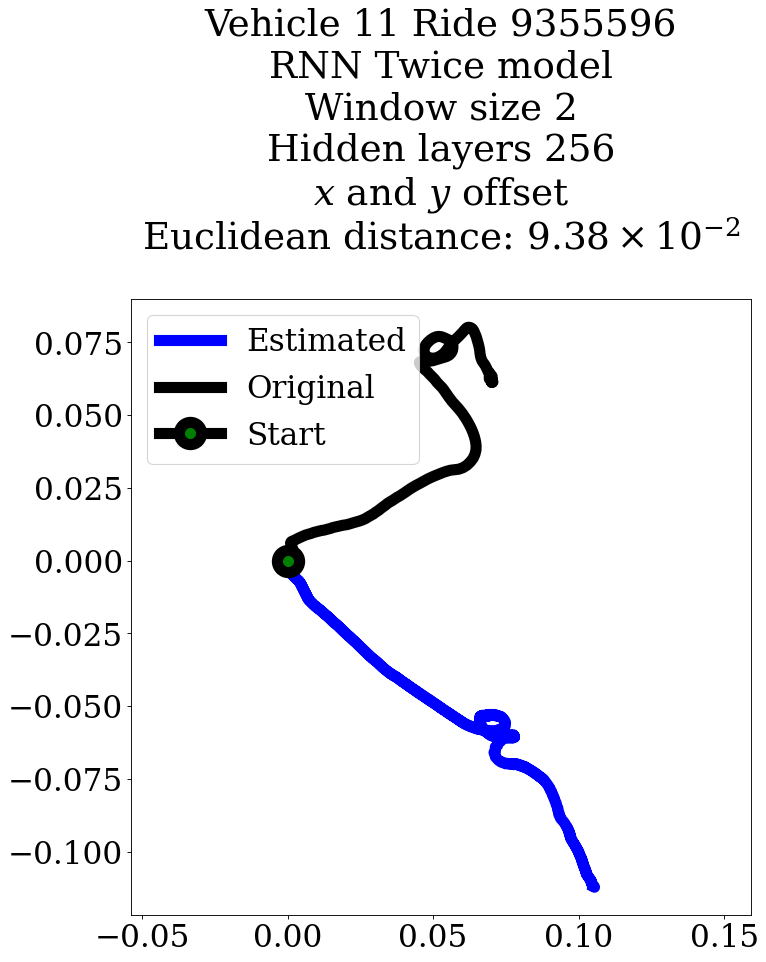 Vehicle 11 Ride 9355596
RNN Twice model
Window size 2
Hidden layers 256
x and y offset
Euclidean distance: 9.38 × 10⁻²
Estimated
Original
Start
0.075
0.050
0.025
0.000
−0.025
−0.050
−0.075
−0.100
−0.05 0.00 0.05 0.10 0.15